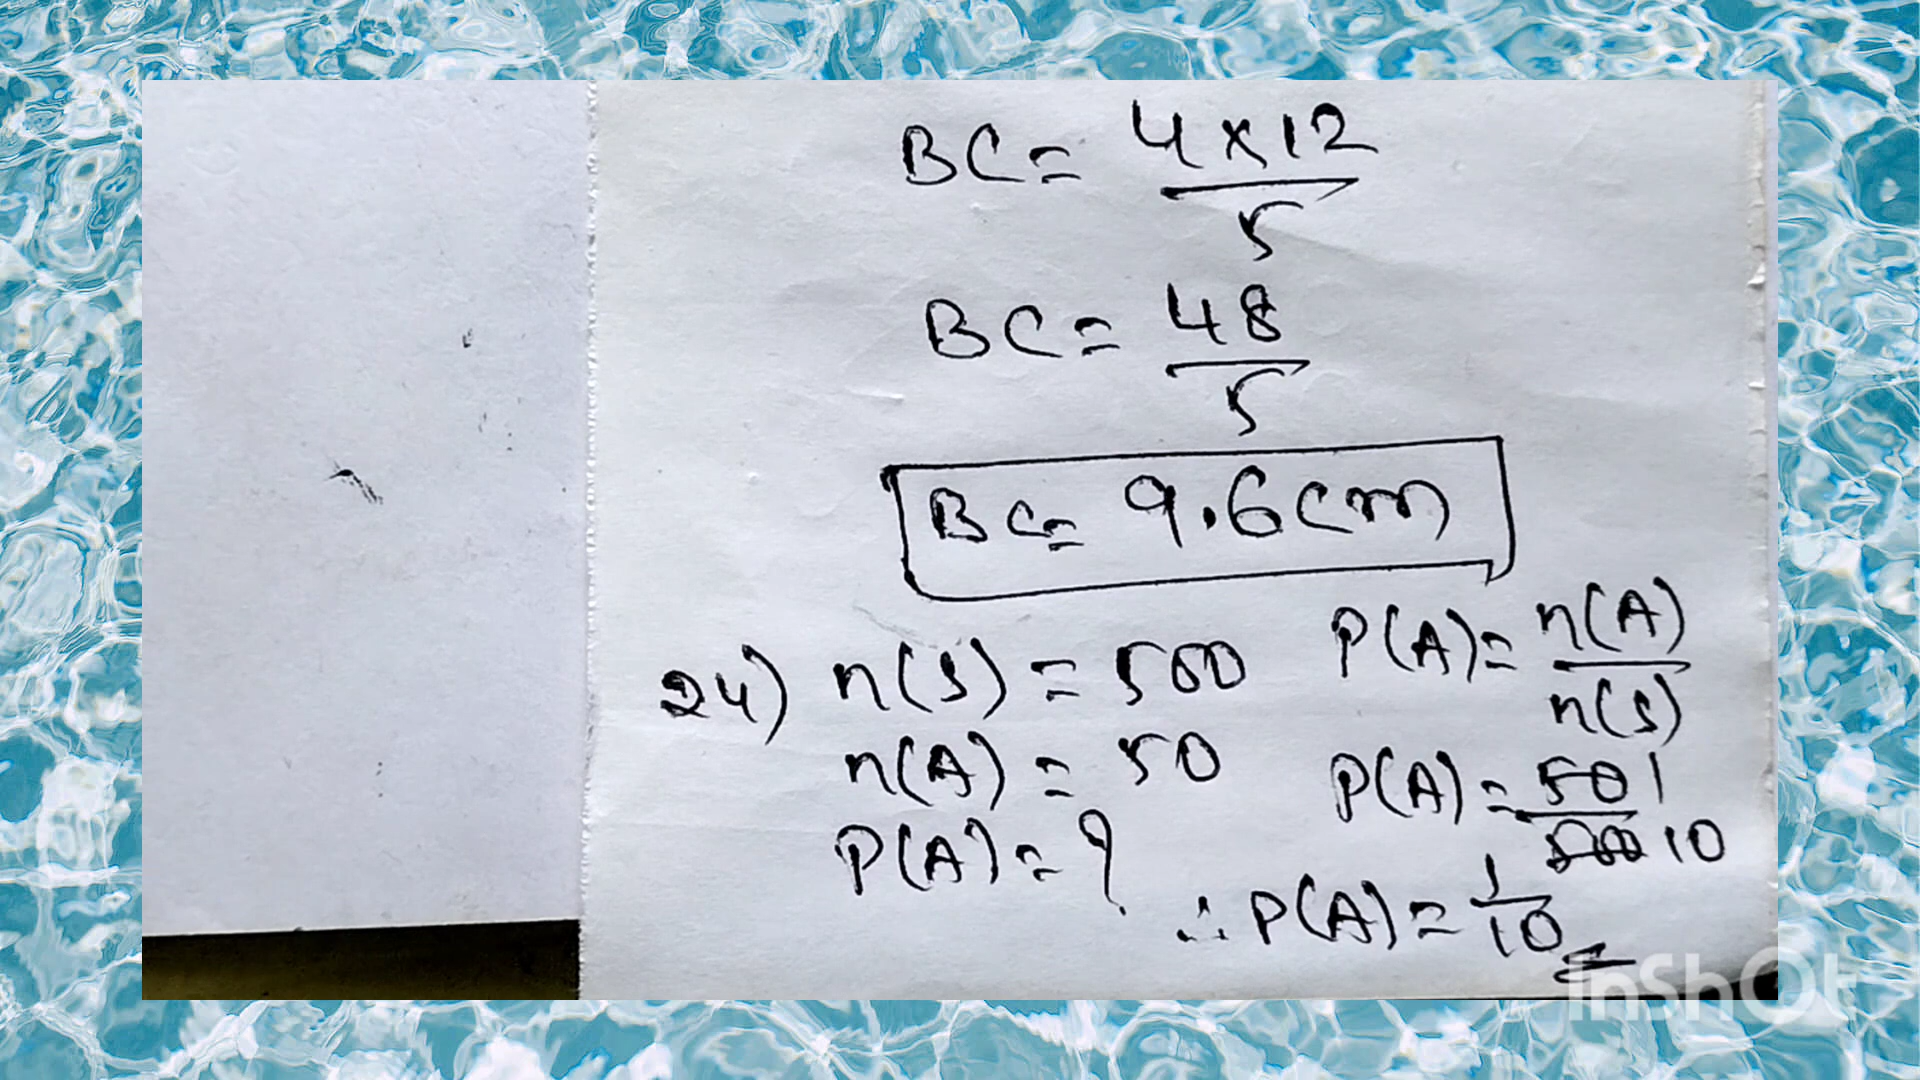 BC = 4×12/5
BC = 48/5
BC = 9.6cm
24) n(S) = 500
n(A) = 50
P(A) = ?
P(A) = n(A)/n(S)
P(A) = 50 1/500 10
∴ P(A) = 1/10
InShOt